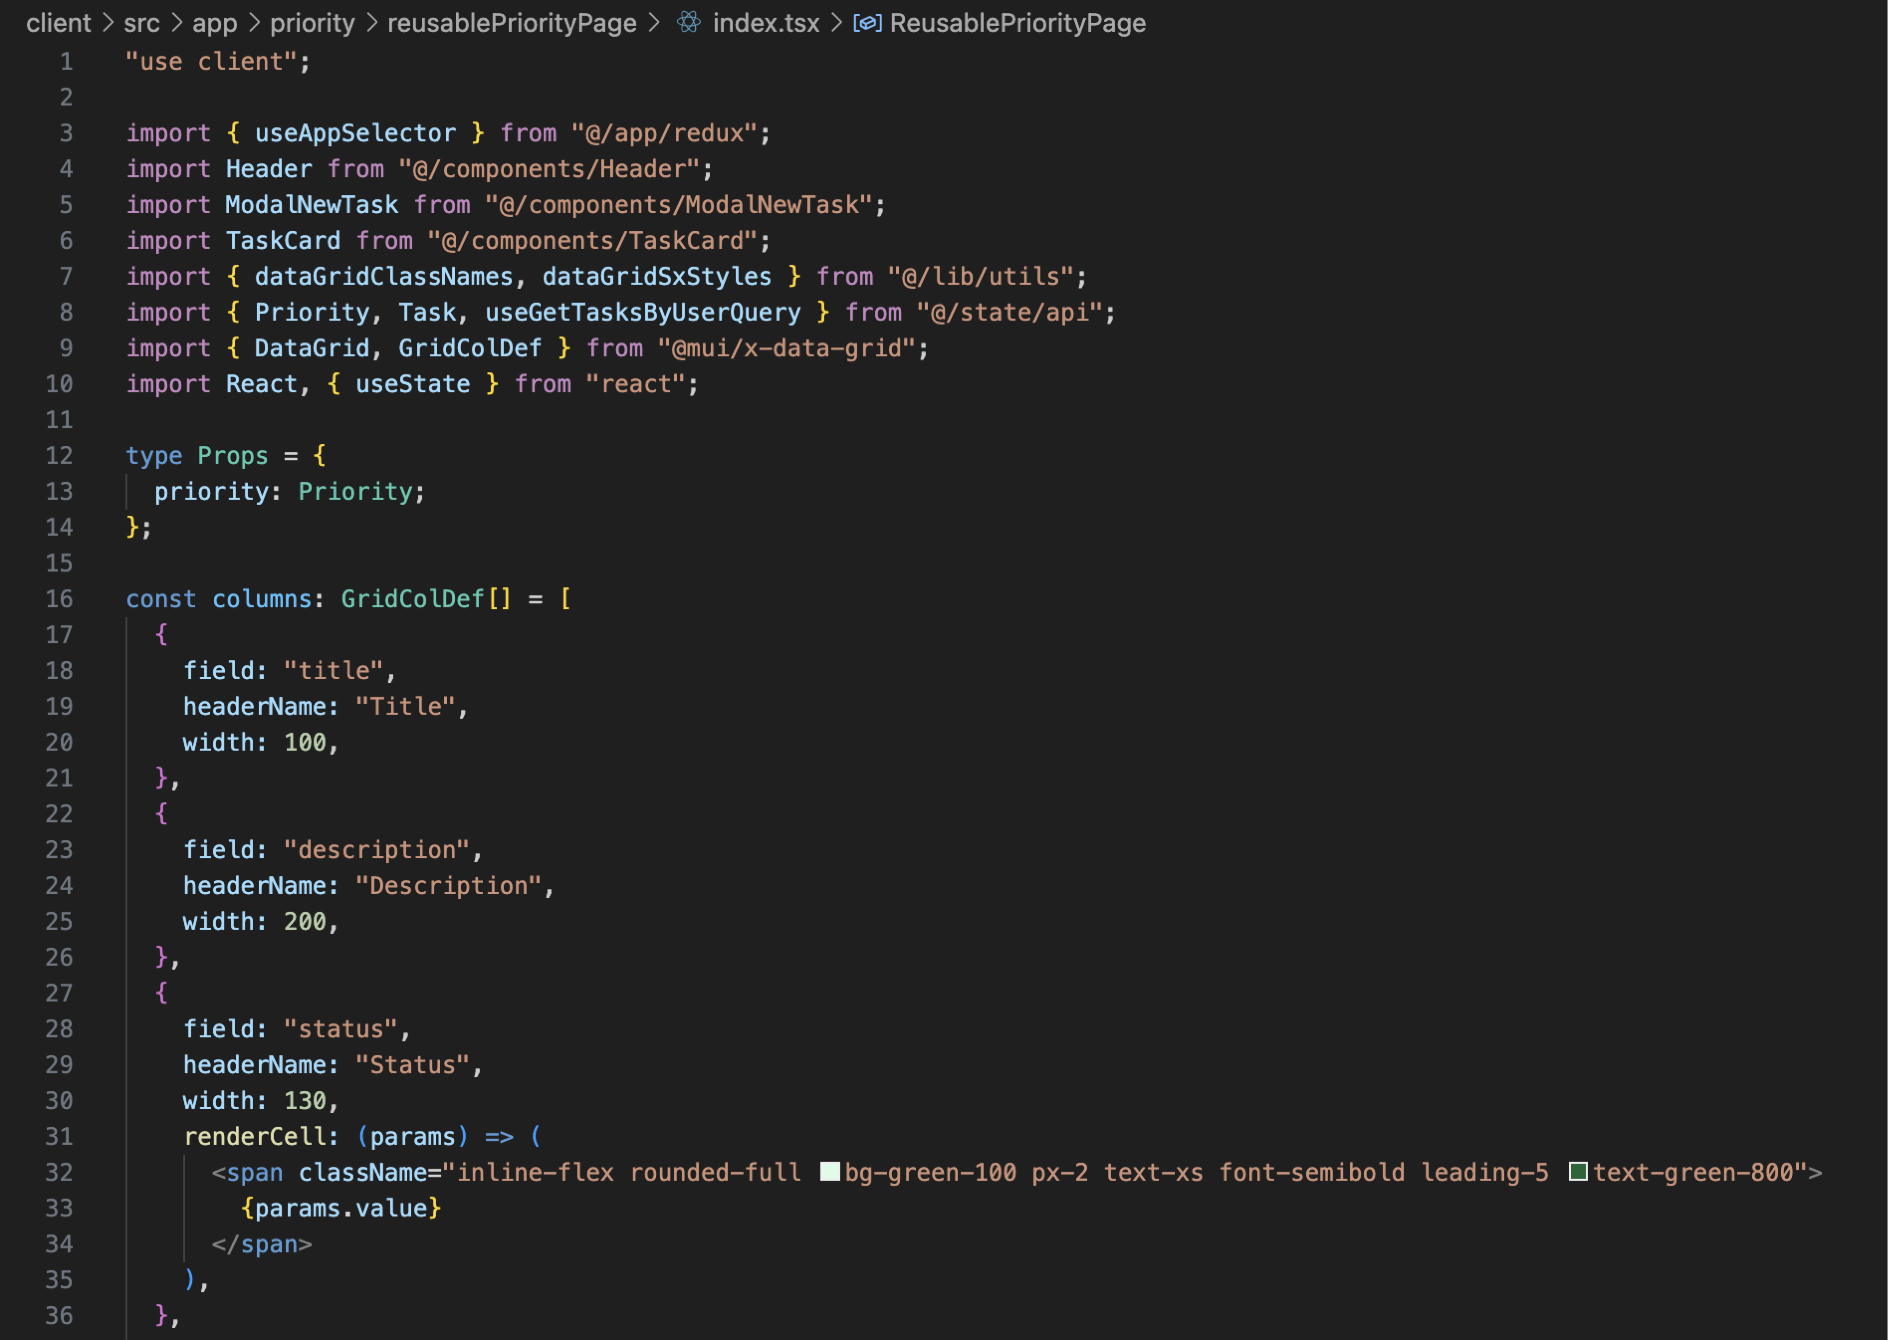 client > src > app > priority > reusablePriorityPage > index.tsx > ReusablePriorityPage
1 "use client";
2
3 import { useAppSelector } from "@/app/redux";
4 import Header from "@/components/Header";
5 import ModalNewTask from "@/components/ModalNewTask";
6 import TaskCard from "@/components/TaskCard";
7 import { dataGridClassNames, dataGridSxStyles } from "@/lib/utils";
8 import { Priority, Task, useGetTasksByUserQuery } from "@/state/api";
9 import { DataGrid, GridColDef } from "@mui/x-data-grid";
10 import React, { useState } from "react";
11
12 type Props = {
13   priority: Priority;
14 };
15
16 const columns: GridColDef[] = [
17   {
18     field: "title",
19     headerName: "Title",
20     width: 100,
21   },
22   {
23     field: "description",
24     headerName: "Description",
25     width: 200,
26   },
27   {
28     field: "status",
29     headerName: "Status",
30     width: 130,
31     renderCell: (params) => (
32       <span className="inline-flex rounded-full bg-green-100 px-2 text-xs font-semibold leading-5 text-green-800">
33         {params.value}
34       </span>
35     ),
36   },